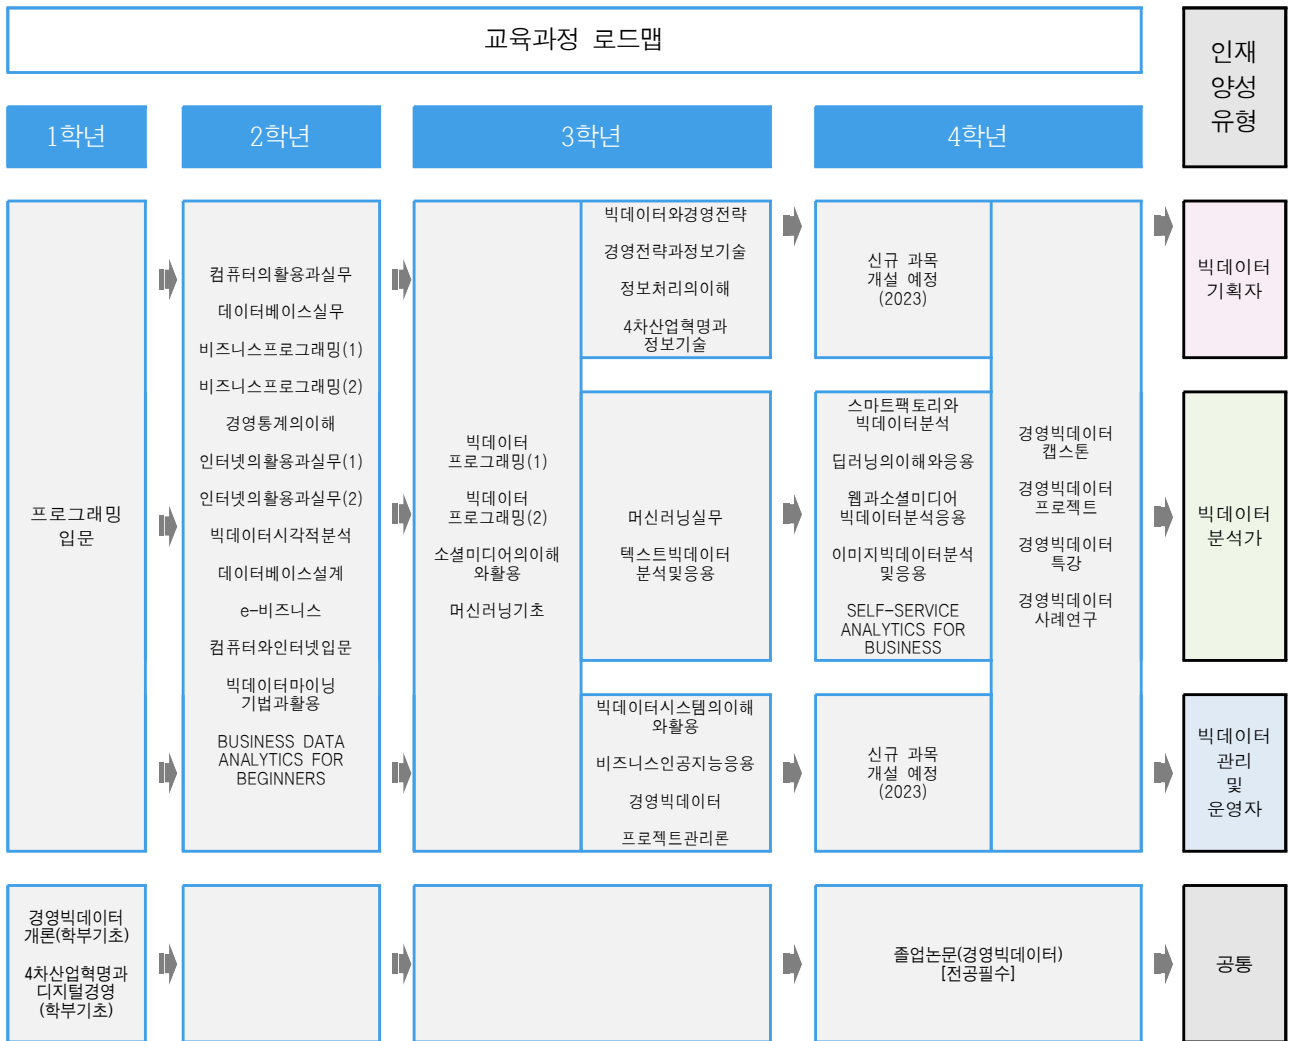 교육과정 로드맵
인재
양성
유형
1학년
2학년
3학년
4학년
프로그래밍
입문
컴퓨터의활용과실무
데이터베이스실무
비즈니스프로그래밍(1)
비즈니스프로그래밍(2)
경영통계의이해
인터넷의활용과실무(1)
인터넷의활용과실무(2)
빅데이터시각적분석
데이터베이스설계
e-비즈니스
컴퓨터와인터넷입문
빅데이터마이닝
기법과활용
BUSINESS DATA
ANALYTICS FOR
BEGINNERS
빅데이터
프로그래밍(1)
빅데이터
프로그래밍(2)
소셜미디어의이해
와활용
머신러닝기초
빅데이터와경영전략
경영전략과정보기술
정보처리의이해
4차산업혁명과
정보기술
머신러닝실무
텍스트빅데이터
분석및응용
빅데이터시스템의이해
와활용
비즈니스인공지능응용
경영빅데이터
프로젝트관리론
신규 과목
개설 예정
(2023)
스마트팩토리와
빅데이터분석
딥러닝의이해와응용
웹과소셜미디어
빅데이터분석응용
이미지빅데이터분석
및응용
SELF-SERVICE
ANALYTICS FOR
BUSINESS
신규 과목
개설 예정
(2023)
경영빅데이터
캡스톤
경영빅데이터
프로젝트
경영빅데이터
특강
경영빅데이터
사례연구
빅데이터
기획자
빅데이터
분석가
빅데이터
관리
및
운영자
경영빅데이터
개론(학부기초)
4차산업혁명과
디지털경영
(학부기초)
졸업논문(경영빅데이터)
[전공필수]
공통